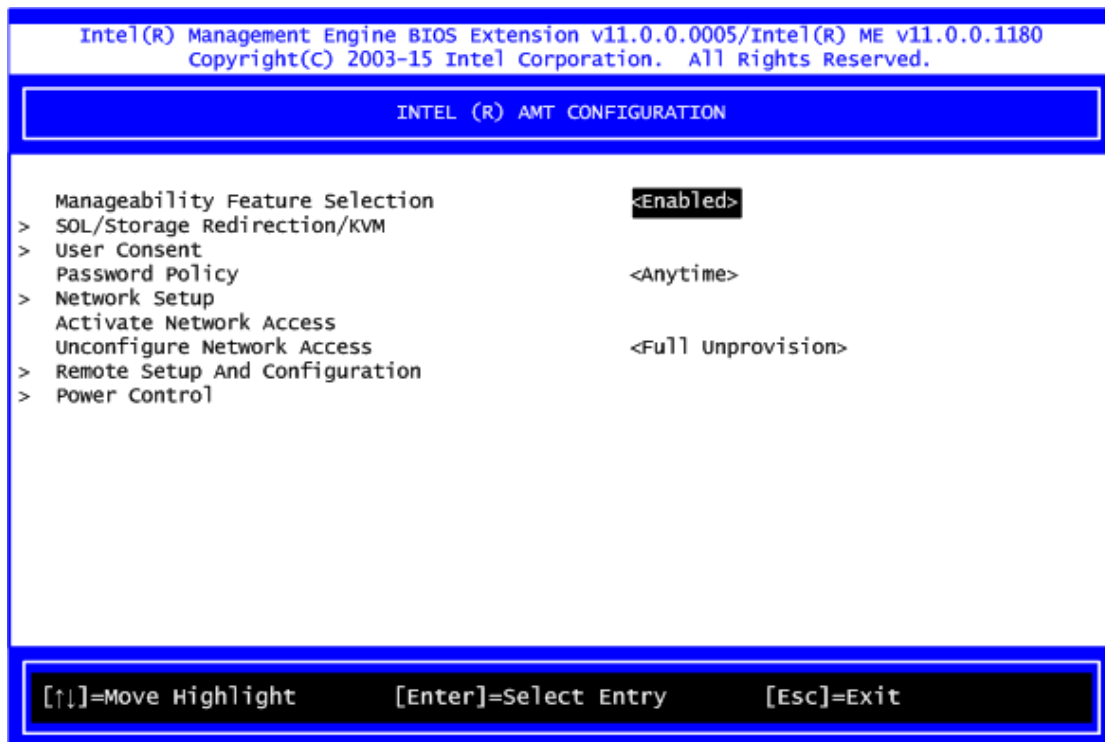 Intel(R) Management Engine BIOS Extension v11.0.0.0005/Intel(R) ME v11.0.0.1180
Copyright(C) 2003-15 Intel Corporation. All Rights Reserved.
INTEL (R) AMT CONFIGURATION
Manageability Feature Selection <Enabled>
> SOL/Storage Redirection/KVM
> User Consent
Password Policy <Anytime>
> Network Setup
Activate Network Access
Unconfigure Network Access <Full Unprovision>
> Remote Setup And Configuration
> Power Control
[↑↓]=Move Highlight [Enter]=Select Entry [Esc]=Exit